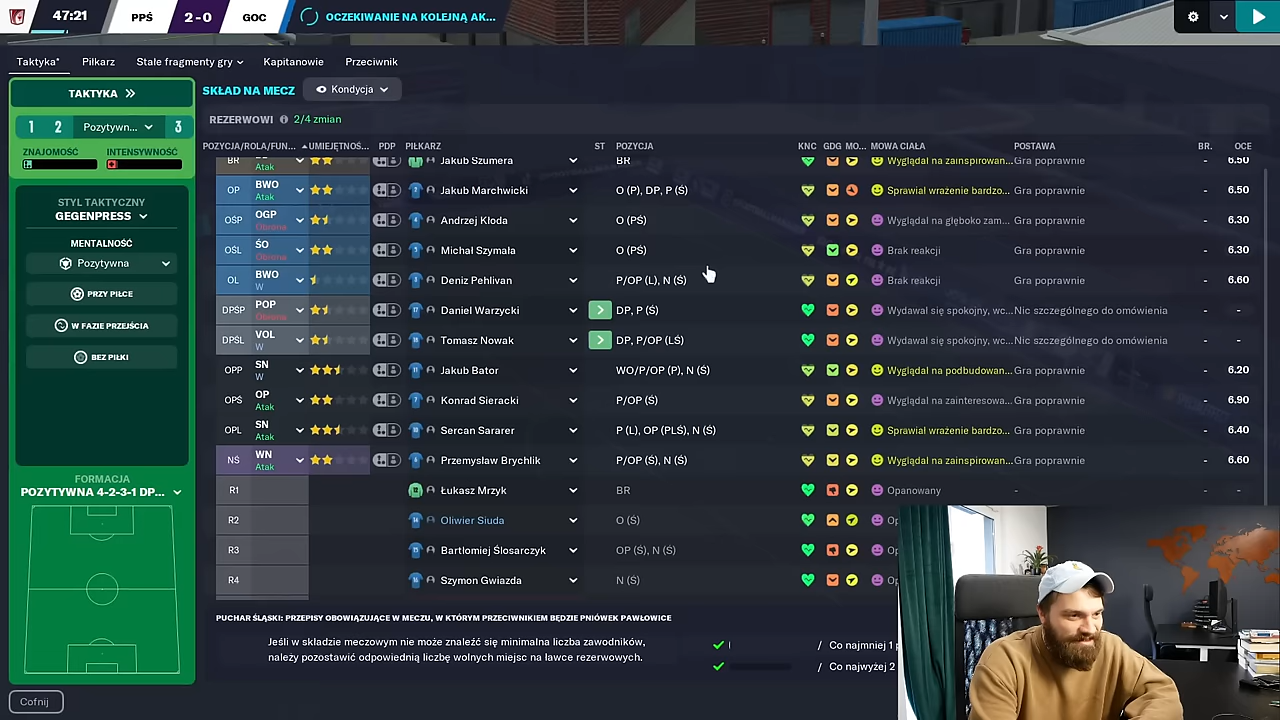 47:21 PPŚ 2 - 0 GOC OCZEKIWANIE NA KOLEJNĄ AK...
Taktyka* Piłkarz Stałe fragmenty gry Kapitanowie Przeciwnik
TAKTYKA
1 2 Pozytywn... 3
ZNAJOMOŚĆ INTENSYWNOŚĆ
STYL TAKTYCZNY
GEGENPRESS
MENTALNOŚĆ
Pozytywna
PRZY PIŁCE
W FAZIE PRZEJŚCIA
BEZ PIŁKI
FORMACJA
POZYTYWNA 4-2-3-1 DP...
Cofnij
SKŁAD NA MECZ Kondycja
REZERWOWI 2/4 zmian
POZYCJA/ROLA/FUN... UMIEJĘTNOŚ... PDP PIŁKARZ ST POZYCJA KNC GDG MO... MOWA CIAŁA POSTAWA BR. OCE
BR Atak Jakub Szumera BR Wyglądał na zainspirowan... Gra poprawnie - 6.50
OP BWO Atak Jakub Marchwicki O (P), DP, P (Ś) Sprawiał wrażenie bardzo... Gra poprawnie - 6.50
OŚP OGP Obrona Andrzej Kłoda O (PŚ) Wyglądał na głęboko zam... Gra poprawnie - 6.30
OŚL ŚO Obrona Michał Szymała O (PŚ) Brak reakcji Gra poprawnie - 6.30
OL BWO W Deniz Pehlivan P/OP (L), N (Ś) Brak reakcji Gra poprawnie - 6.60
DPŚP POP Obrona Daniel Warzycki DP, P (Ś) Wydawał się spokojny, wc... Nic szczególnego do omówienia - -
DPŚL VOL W Tomasz Nowak DP, P/OP (LŚ) Wydawał się spokojny, wc... Nic szczególnego do omówienia - -
OPP SN W Jakub Bator WO/P/OP (P), N (Ś) Wyglądał na podbudowan... Gra poprawnie - 6.20
OPŚ OP Atak Konrad Sieracki P/OP (Ś) Wyglądał na zainteresowa... Gra poprawnie - 6.90
OPL SN Atak Sercan Sararer P (L), OP (PLŚ), N (Ś) Sprawiał wrażenie bardzo... Gra poprawnie - 6.40
NŚ WN Atak Przemysław Brychlik P/OP (Ś), N (Ś) Wyglądał na zainspirowan... Gra poprawnie - 6.60
R1 Łukasz Mrzyk BR Opanowany - - -
R2 Oliwier Siuda O (Ś) Op
R3 Bartłomiej Ślosarczyk OP (Ś), N (Ś) Op
R4 Szymon Gwiazda N (Ś) Op
PUCHAR ŚLĄSKI: PRZEPISY OBOWIĄZUJĄCE W MECZU, W KTÓRYM PRZECIWNIKIEM BĘDZIE PNIÓWEK PAWŁOWICE
Jeśli w składzie meczowym nie może znaleźć się minimalna liczba zawodników,
należy pozostawić odpowiednią liczbę wolnych miejsc na ławce rezerwowych.
/ Co najmniej 1
/ Co najwyżej 2